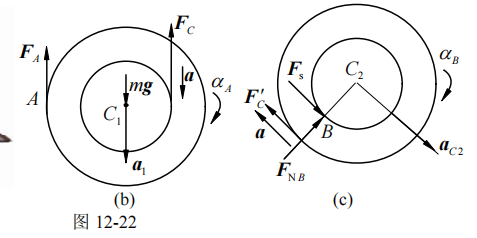 F_A
F_C
a
α_A
A
mg
C_1
a_1
(b)
F_s
C_2
α_B
F'_C
a
B
F_NB
a_C2
(c)
图 12-22